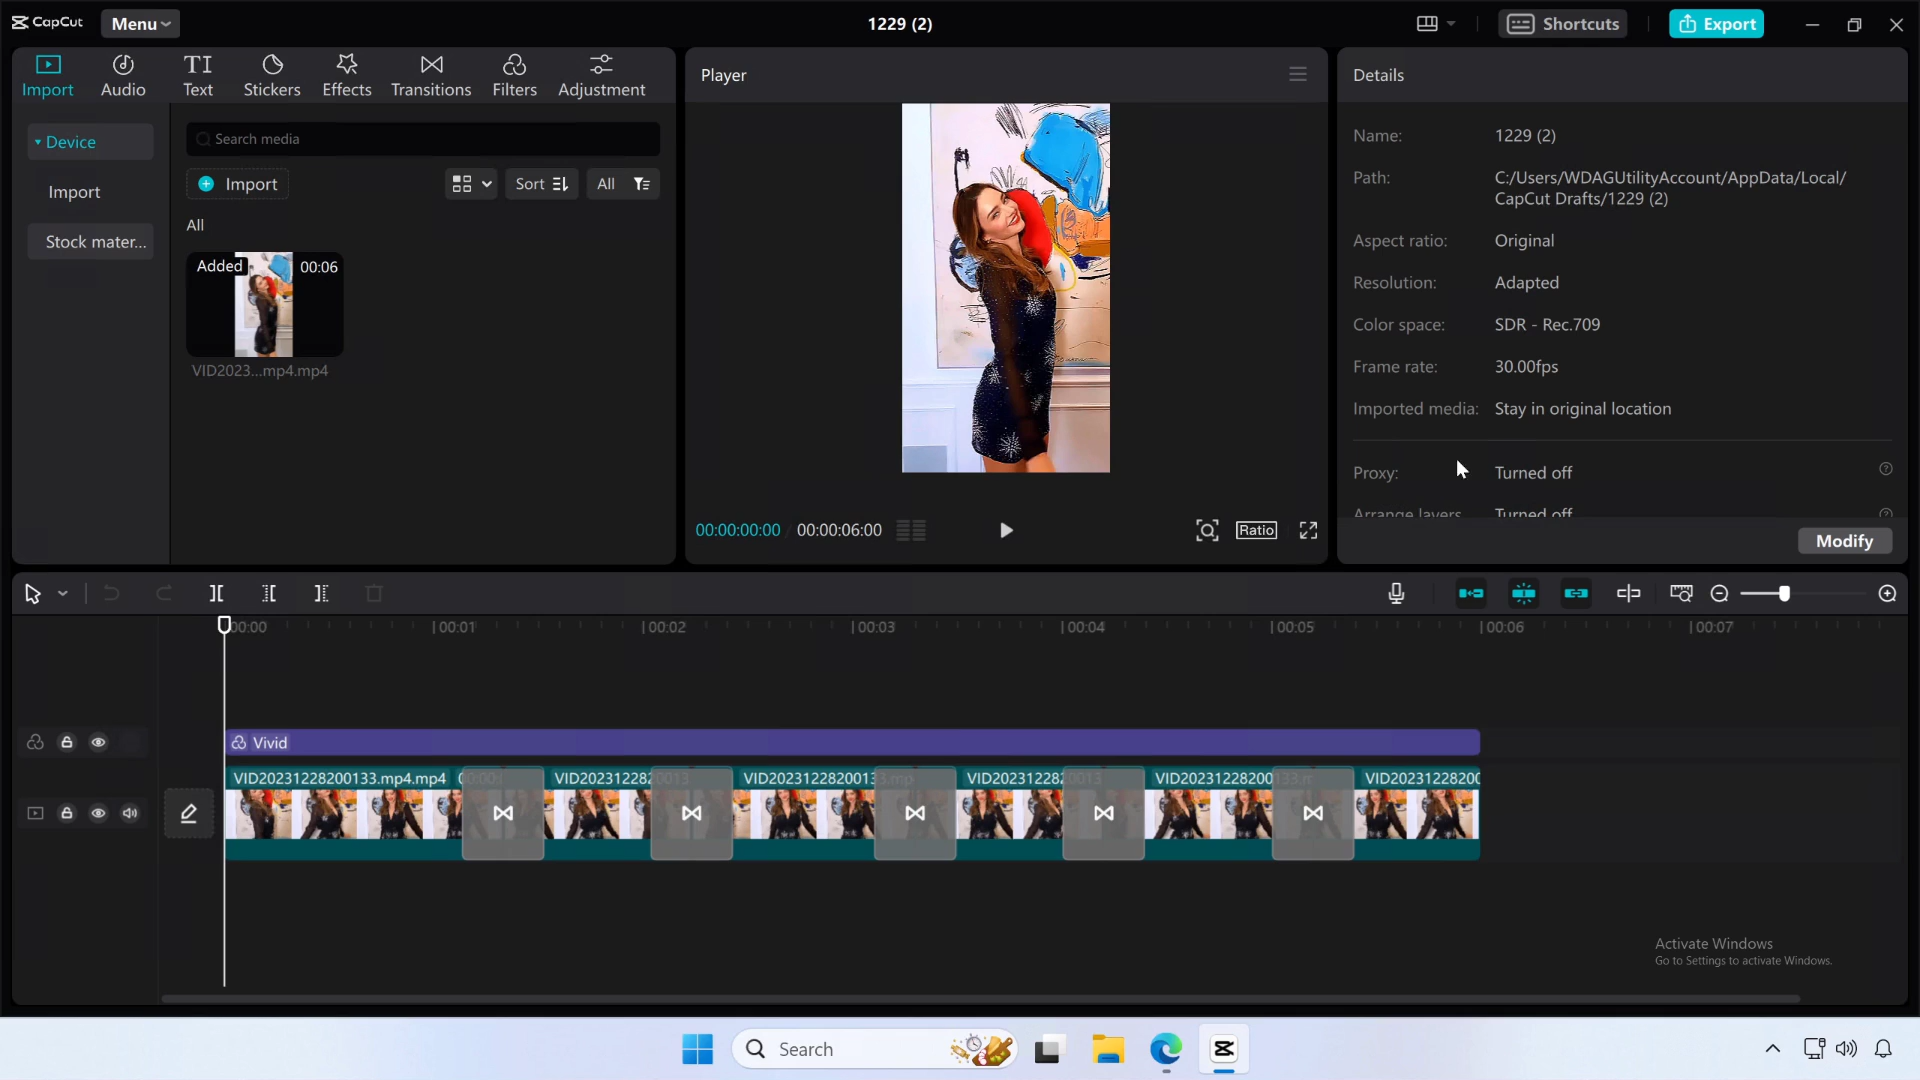 CapCut
Menu
1229 (2)
Shortcuts
Export
Import
Audio
TI
Text
Stickers
Effects
Transitions
Filters
Adjustment
Device
Import
Stock mater...
Search media
Import
Sort
All
All
Added
00:06
VID2023...mp4.mp4
Player
00:00:00:00
00:00:06:00
Ratio
Details
Name:
1229 (2)
Path:
C:/Users/WDAGUtilityAccount/AppData/Local/
CapCut Drafts/1229 (2)
Aspect ratio:
Original
Resolution:
Adapted
Color space:
SDR - Rec.709
Frame rate:
30.00fps
Imported media:
Stay in original location
Proxy:
Turned off
Arrange layers
Turned off
Modify
00:00
00:01
00:02
00:03
00:04
00:05
00:06
00:07
Vivid
VID20231228200133.mp4.mp4
VID20231228200133
VID20231228200133.mp
VID20231228200133
VID20231228200133.m
VID20231228200
Activate Windows
Go to Settings to activate Windows.
Search